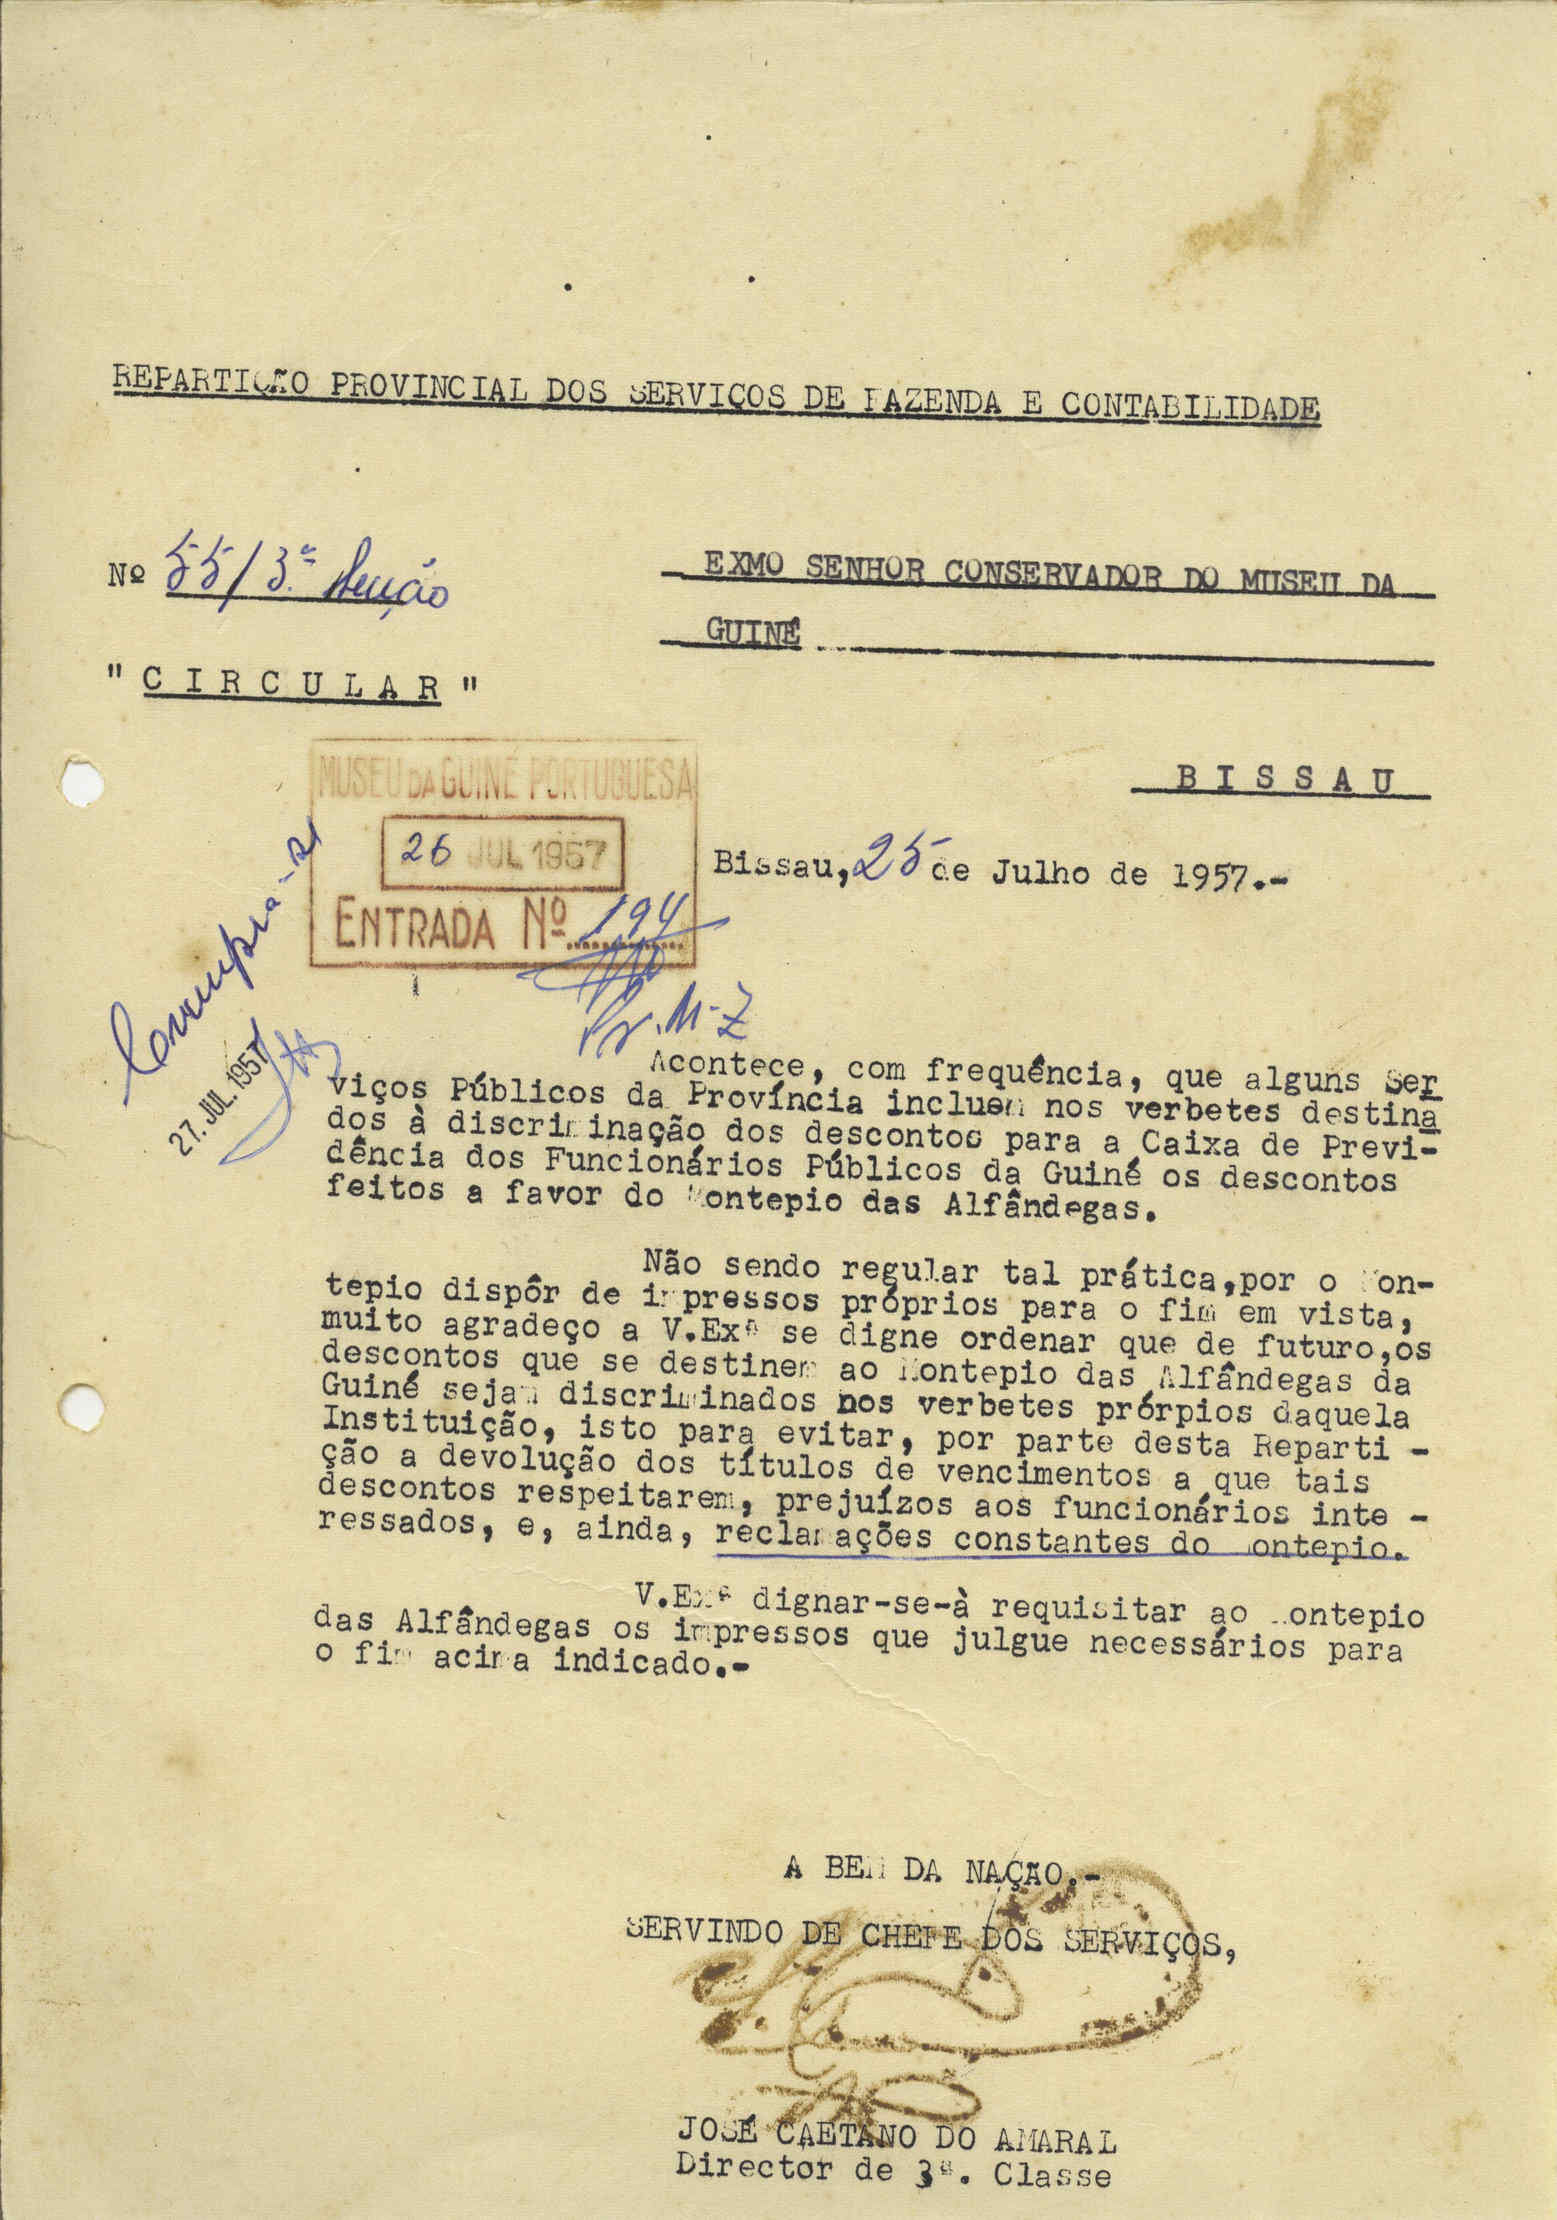 REPARTIÇÃO PROVINCIAL DOS SERVIÇOS DE FAZENDA E CONTABILIDADE
Nº 55/3.ª Secção
EXMO SENHOR CONSERVADOR DO MUSEU DA
GUINÉ
"CIRCULAR"
BISSAU
MUSEU DA GUINÉ PORTUGUESA
26 JUL 1957
ENTRADA Nº 194
Bissau, 25 de Julho de 1957.-
27. JUL. 1957
Acontece, com frequência, que alguns Ser
viços Públicos da Província incluem nos verbetes destina
dos à discriminação dos descontos para a Caixa de Previ-
dência dos Funcionários Públicos da Guiné os descontos
feitos a favor do Montepio das Alfândegas.
Não sendo regular tal prática,por o Mon-
tepio dispôr de impressos próprios para o fim em vista,
muito agradeço a V.Exª se digne ordenar que de futuro,os
descontos que se destinem ao Montepio das Alfândegas da
Guiné sejam discriminados nos verbetes prórpios daquela
Instituição, isto para evitar, por parte desta Reparti -
ção a devolução dos títulos de vencimentos a que tais
descontos respeitarem, prejuízos aos funcionários inte -
ressados, e, ainda, reclamações constantes do Montepio.
V.Exª dignar-se-à requisitar ao Montepio
das Alfândegas os impressos que julgue necessários para
o fim acima indicado.-
A BEM DA NAÇÃO.-
SERVINDO DE CHEFE DOS SERVIÇOS,
JOSÉ CAETANO DO AMARAL
Director de 3ª. Classe